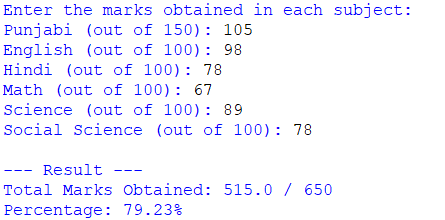 Enter the marks obtained in each subject:
Punjabi (out of 150): 105
English (out of 100): 98
Hindi (out of 100): 78
Math (out of 100): 67
Science (out of 100): 89
Social Science (out of 100): 78
--- Result ---
Total Marks Obtained: 515.0 / 650
Percentage: 79.23%